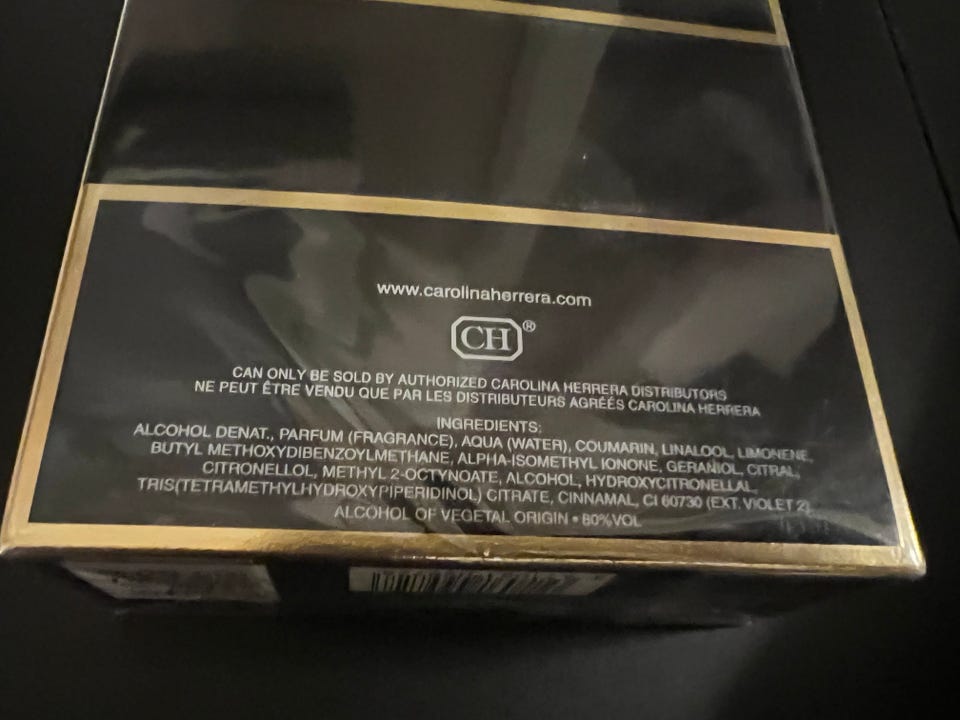 www.carolinaherrera.com
CH®
CAN ONLY BE SOLD BY AUTHORIZED CAROLINA HERRERA DISTRIBUTORS
NE PEUT ÊTRE VENDU QUE PAR LES DISTRIBUTEURS AGRÉÉS CAROLINA HERRERA
INGREDIENTS:
ALCOHOL DENAT., PARFUM (FRAGRANCE), AQUA (WATER), COUMARIN, LINALOOL, LIMONENE,
BUTYL METHOXYDIBENZOYLMETHANE, ALPHA-ISOMETHYL IONONE, GERANIOL, CITRAL,
CITRONELLOL, METHYL 2-OCTYNOATE, ALCOHOL, HYDROXYCITRONELLAL,
TRIS(TETRAMETHYLHYDROXYPIPERIDINOL) CITRATE, CINNAMAL, CI 60730 (EXT. VIOLET 2)
ALCOHOL OF VEGETAL ORIGIN • 80%VOL